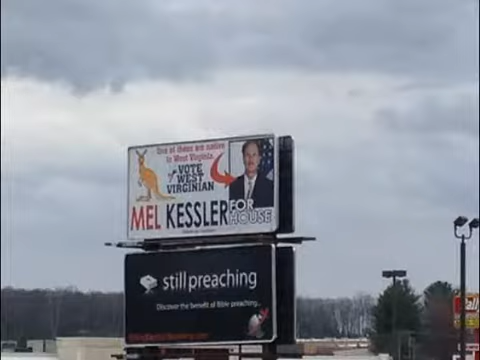 One of these are native
to West Virginia.
VOTE
WEST
VIRGINIAN
MEL KESSLER FOR HOUSE
still preaching
Discover the benefit of Bible preaching...